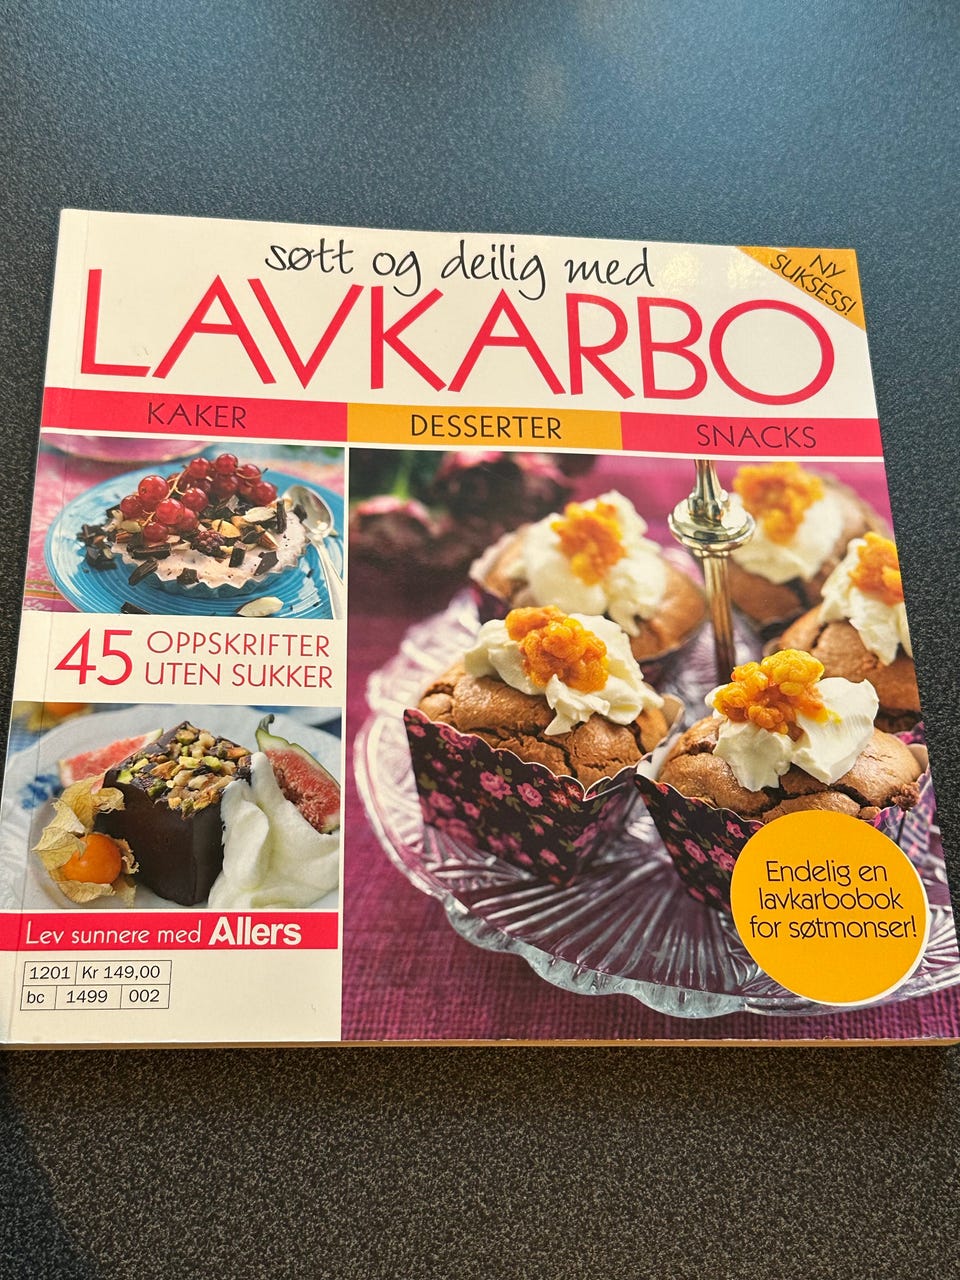 søtt og deilig med
LAVKARBO
NY
SUKSESS!
KAKER
DESSERTER
SNACKS
45 OPPSKRIFTER
UTEN SUKKER
Lev sunnere med Allers
1201 Kr 149,00
bc 1499 002
Endelig en
lavkarbobok
for søtmonser!